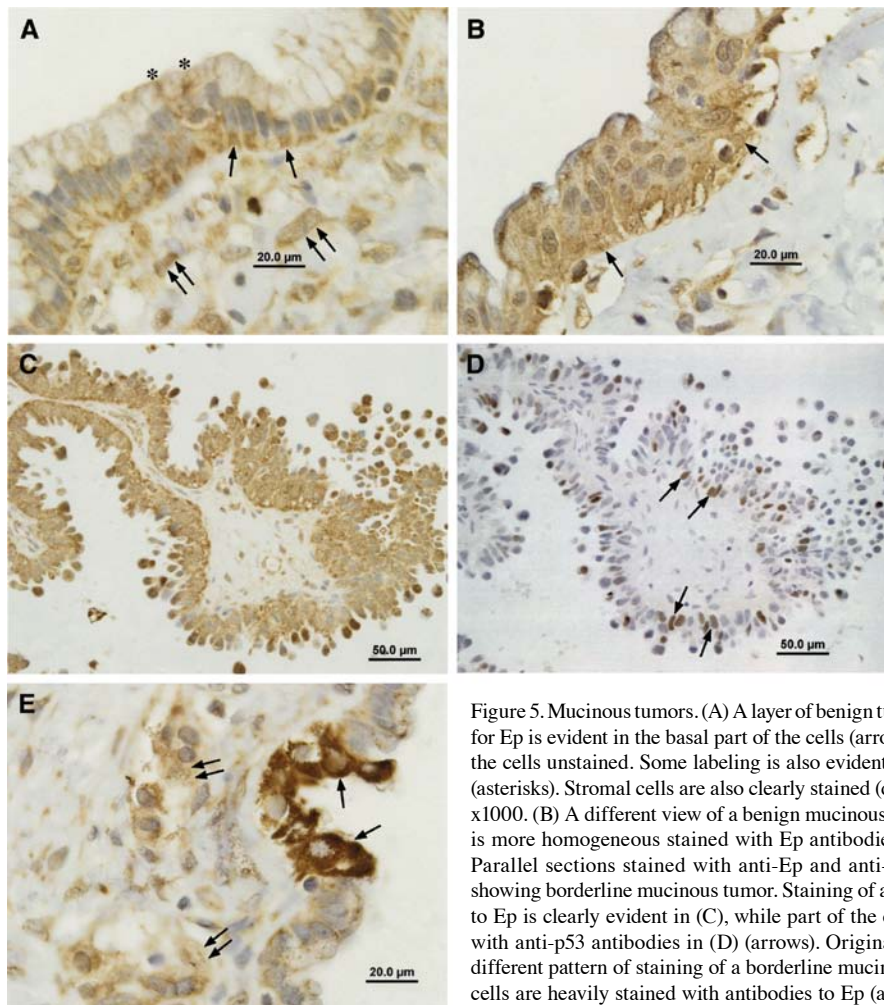 A
* *
20.0 µm
B
20.0 µm
C
50.0 µm
D
50.0 µm
E
20.0 µm
Figure 5. Mucinous tumors. (A) A layer of benign
for Ep is evident in the basal part of the cells
the cells unstained. Some labeling is also evident
(asterisks). Stromal cells are also clearly stained
x1000. (B) A different view of a benign mucinous
is more homogeneous stained with Ep
Parallel sections stained with anti-Ep and
showing borderline mucinous tumor. Staining of
to Ep is clearly evident in (C), while part of the
with anti-p53 antibodies in (D) (arrows).
different pattern of staining of a borderline
cells are heavily stained with antibodies to Ep